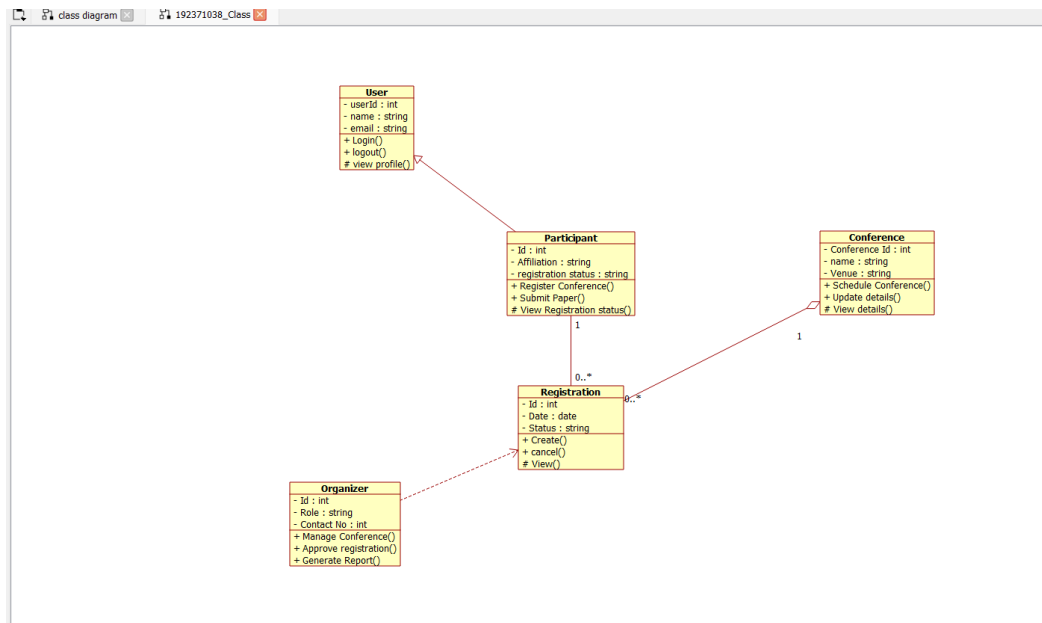 class diagram
192371038_Class
User
- userId : int
- name : string
- email : string
+ Login()
+ logout()
# view profile()
Participant
- Id : int
- Affiliation : string
- registration status : string
+ Register Conference()
+ Submit Paper()
# View Registration status()
Conference
- Conference Id : int
- name : string
- Venue : string
+ Schedule Conference()
+ Update details()
# View details()
1
1
0..*
0..*
Registration
- Id : int
- Date : date
- Status : string
+ Create()
+ cancel()
# View()
Organizer
- Id : int
- Role : string
- Contact No : int
+ Manage Conference()
+ Approve registration()
+ Generate Report()